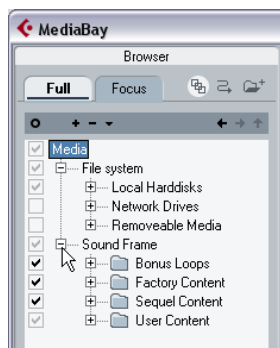 MediaBay
Browser
Full Focus
Media
File system
Local Harddisks
Network Drives
Removeable Media
Sound Frame
Bonus Loops
Factory Content
Sequel Content
User Content